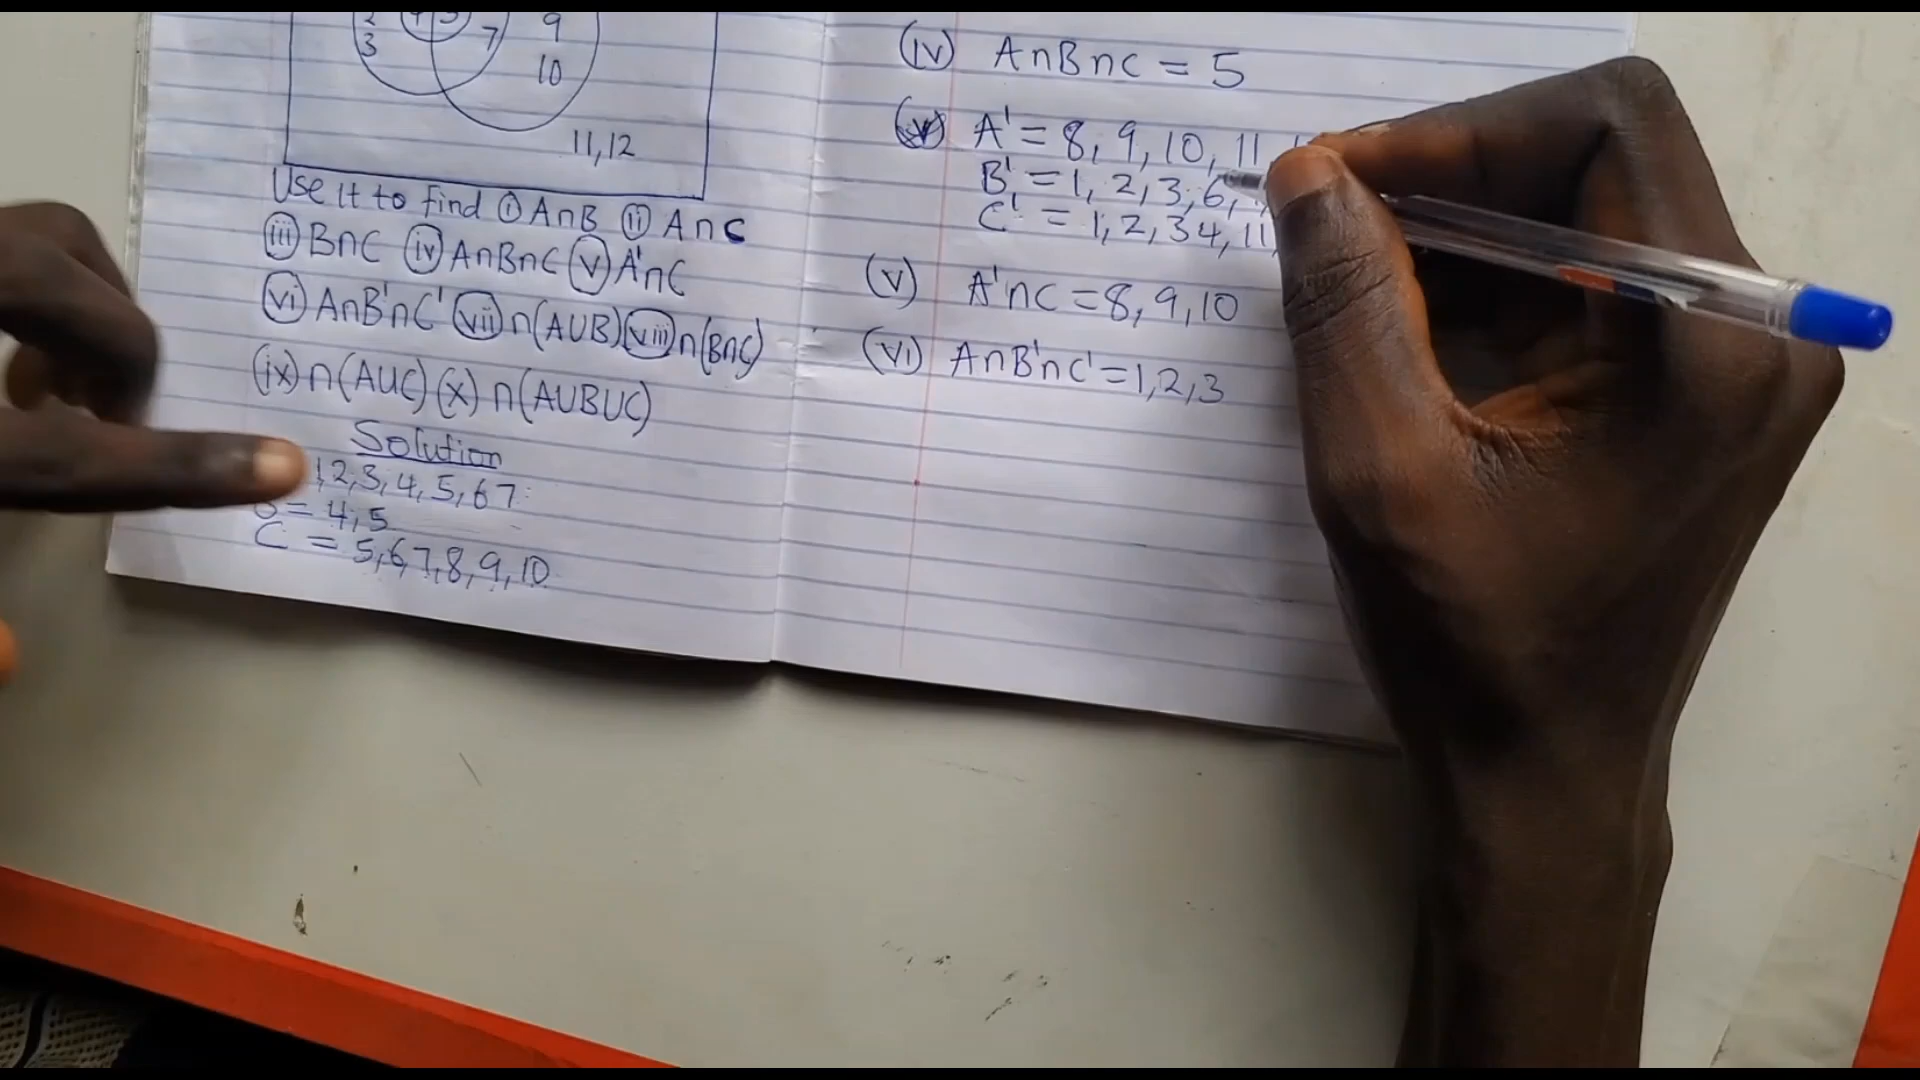 2
3
7
9
10
11,12
Use it to find (i) A∩B (ii) A∩C
(iii) B∩C (iv) A∩B∩C (v) A'∩C
(vi) A∩B'∩C' (vii) n(AUB) (viii) n(B∩C)
(ix) n(AUC) (x) n(AUBUC)
Solution
1,2,3,4,5,6 7
= 4,5
C = 5,6,7,8,9,10
(iv) A∩B∩C = 5
A' = 8, 9, 10, 11,
B' = 1, 2, 3, 6,
C' = 1, 2, 3 4, 11
(v) A'∩C = 8, 9, 10
(vi) A∩B'∩C' = 1,2,3